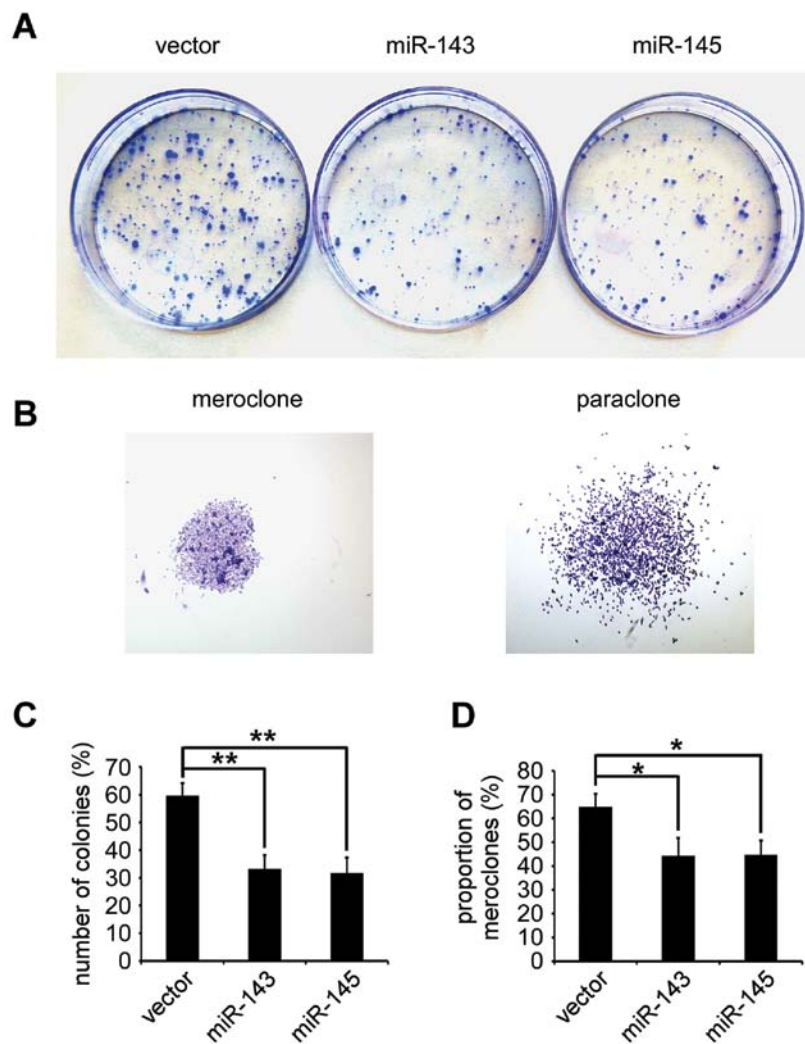 A
vector miR-143 miR-145
B
meroclone paraclone
C
number of colonies (%)
70
60
50
40
30
20
10
0
**
**
vector
miR-143
miR-145
D
proportion of
meroclones (%)
80
70
60
50
40
30
20
10
0
*
*
vector
miR-143
miR-145